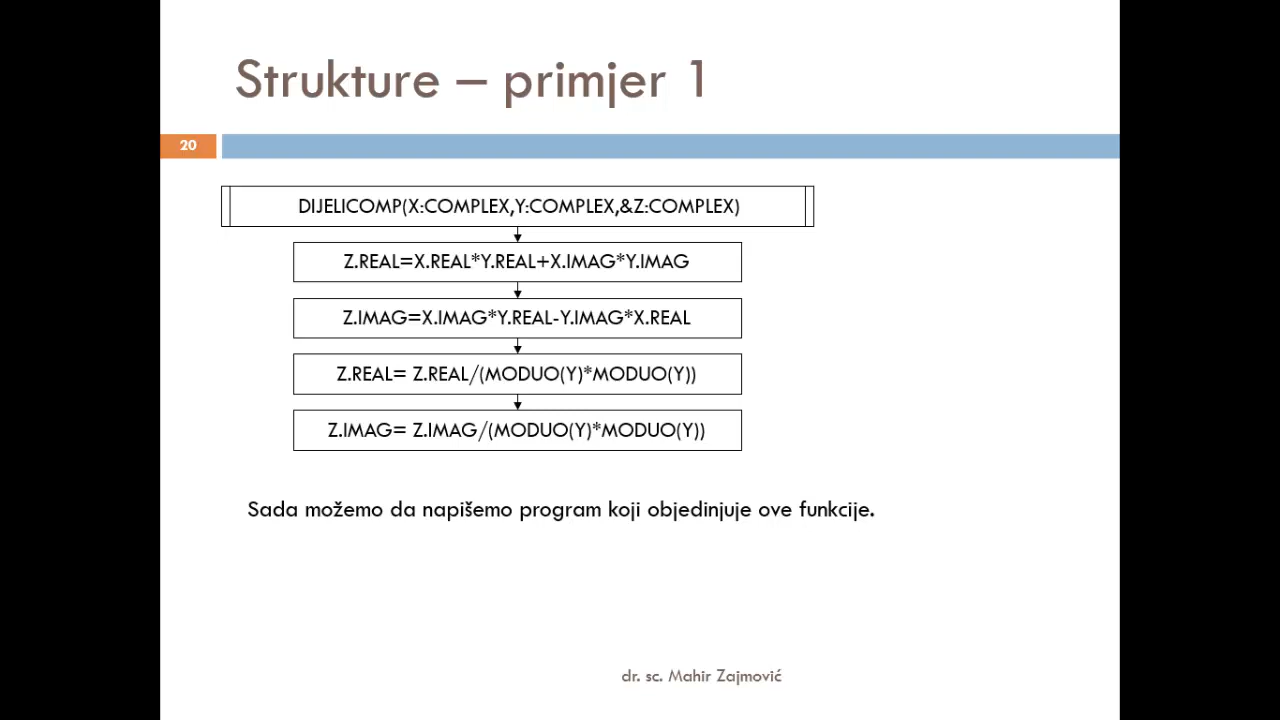 Strukture – primjer 1
20
DIJELICOMP(X:COMPLEX,Y:COMPLEX,&Z:COMPLEX)
Z.REAL=X.REAL*Y.REAL+X.IMAG*Y.IMAG
Z.IMAG=X.IMAG*Y.REAL-Y.IMAG*X.REAL
Z.REAL= Z.REAL/(MODUO(Y)*MODUO(Y))
Z.IMAG= Z.IMAG/(MODUO(Y)*MODUO(Y))
Sada možemo da napišemo program koji objedinjuje ove funkcije.
dr. sc. Mahir Zajmović